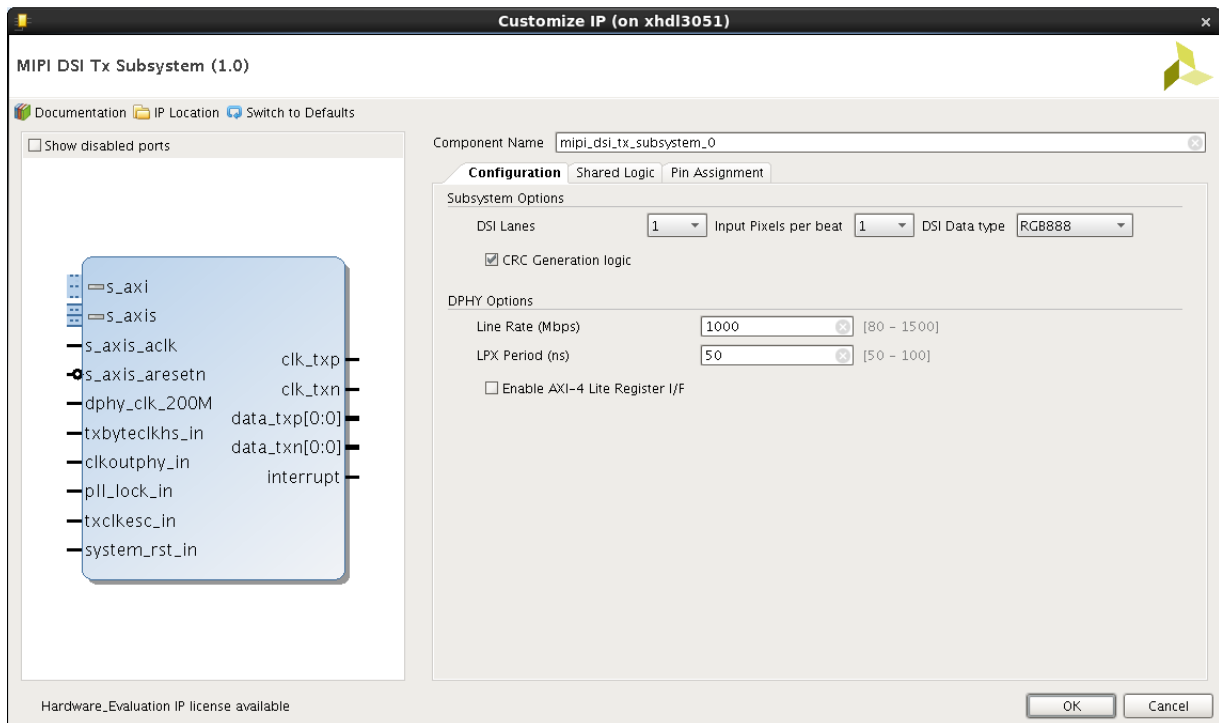 Customize IP (on xhdl3051)
MIPI DSI Tx Subsystem (1.0)
Documentation IP Location Switch to Defaults
Show disabled ports
s_axi
s_axis
s_axis_aclk
s_axis_aresetn
dphy_clk_200M
txbyteclkhs_in
clkoutphy_in
pll_lock_in
txclkesc_in
system_rst_in
clk_txp
clk_txn
data_txp[0:0]
data_txn[0:0]
interrupt
Component Name mipi_dsi_tx_subsystem_0
Configuration Shared Logic Pin Assignment
Subsystem Options
DSI Lanes 1 Input Pixels per beat 1 DSI Data type RGB888
CRC Generation logic
DPHY Options
Line Rate (Mbps) 1000 [80 - 1500]
LPX Period (ns) 50 [50 - 100]
Enable AXI-4 Lite Register I/F
Hardware_Evaluation IP license available
OK Cancel